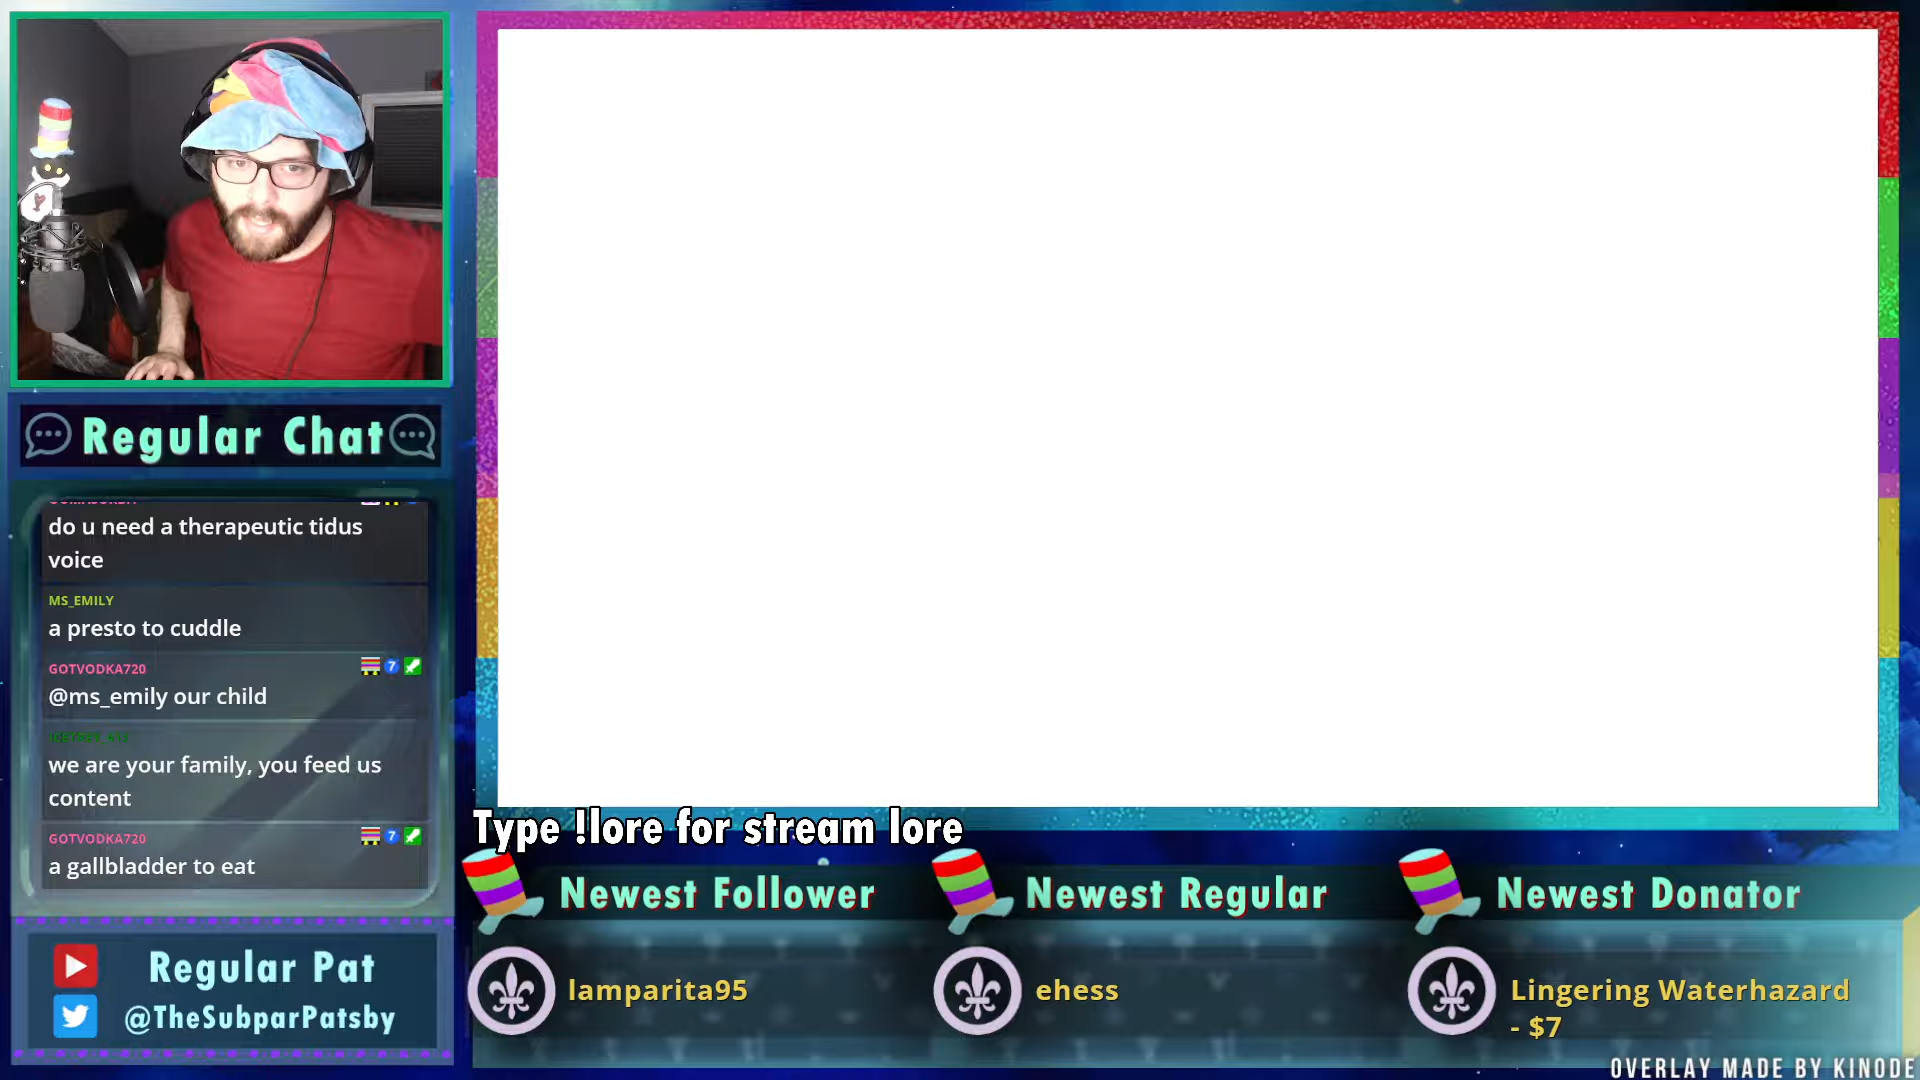 Regular Chat
do u need a therapeutic tidus
voice
MS_EMILY
a presto to cuddle
GOTVODKA720
7
@ms_emily our child
we are your family, you feed us
content
GOTVODKA720
7
a gallbladder to eat
Regular Pat
@TheSubparPatsby
Type !lore for stream lore
Newest Follower
lamparita95
Newest Regular
ehess
Newest Donator
Lingering Waterhazard
- $7
OVERLAY MADE BY KINODE